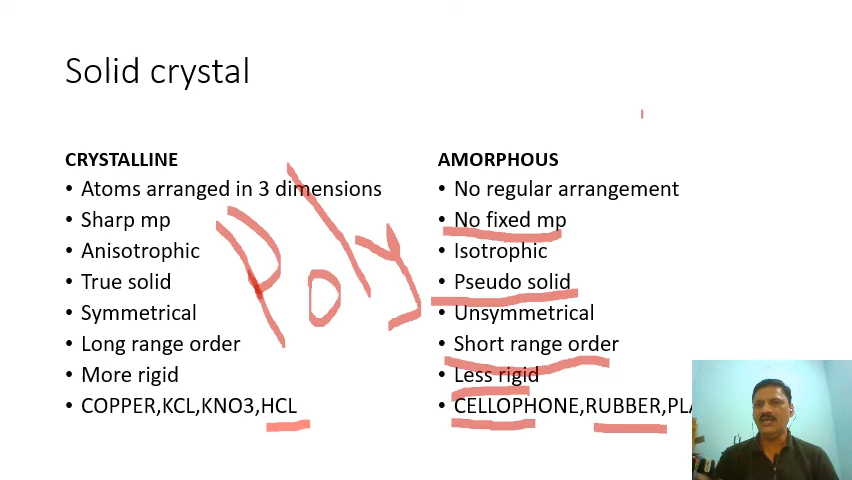 Solid crystal
CRYSTALLINE
• Atoms arranged in 3 dimensions
• Sharp mp
• Anisotrophic
• True solid
• Symmetrical
• Long range order
• More rigid
• COPPER,KCL,KNO3,HCL
Poly
AMORPHOUS
• No regular arrangement
• No fixed mp
• Isotrophic
• Pseudo solid
• Unsymmetrical
• Short range order
• Less rigid
• CELLOPHONE,RUBBER,